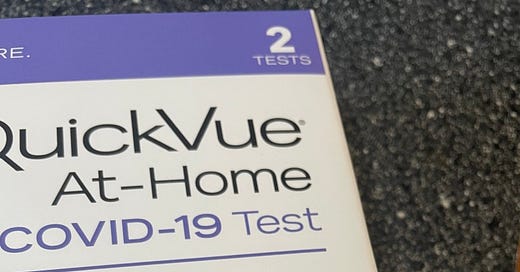 RE.
2
TESTS
QuickVue®
At-Home
COVID-19 Test